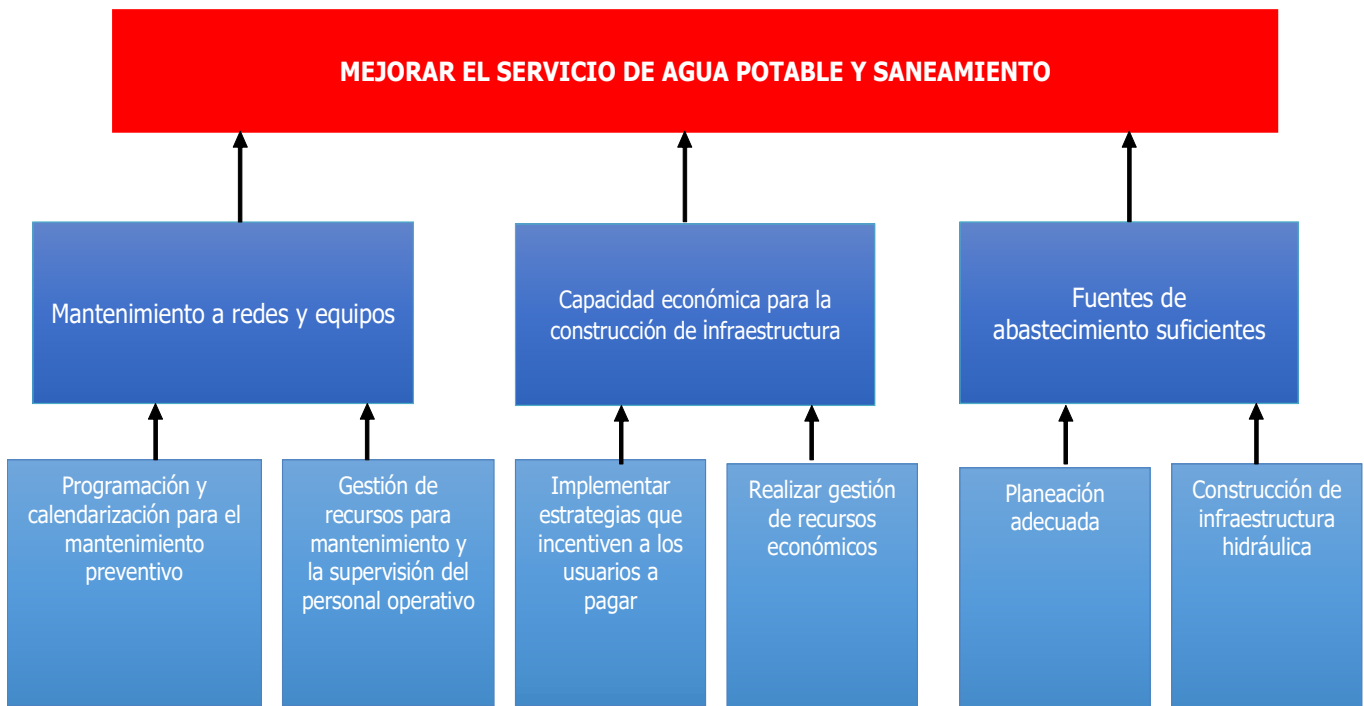 MEJORAR EL SERVICIO DE AGUA POTABLE Y SANEAMIENTO
Mantenimiento a redes y equipos
Capacidad económica para la
construcción de infraestructura
Fuentes de
abastecimiento suficientes
Programación y
calendarización para el
mantenimiento
preventivo
Gestión de
recursos para
mantenimiento y
la supervisión del
personal operativo
Implementar
estrategias que
incentiven a los
usuarios a
pagar
Realizar gestión
de recursos
económicos
Planeación
adecuada
Construcción de
infraestructura
hidráulica